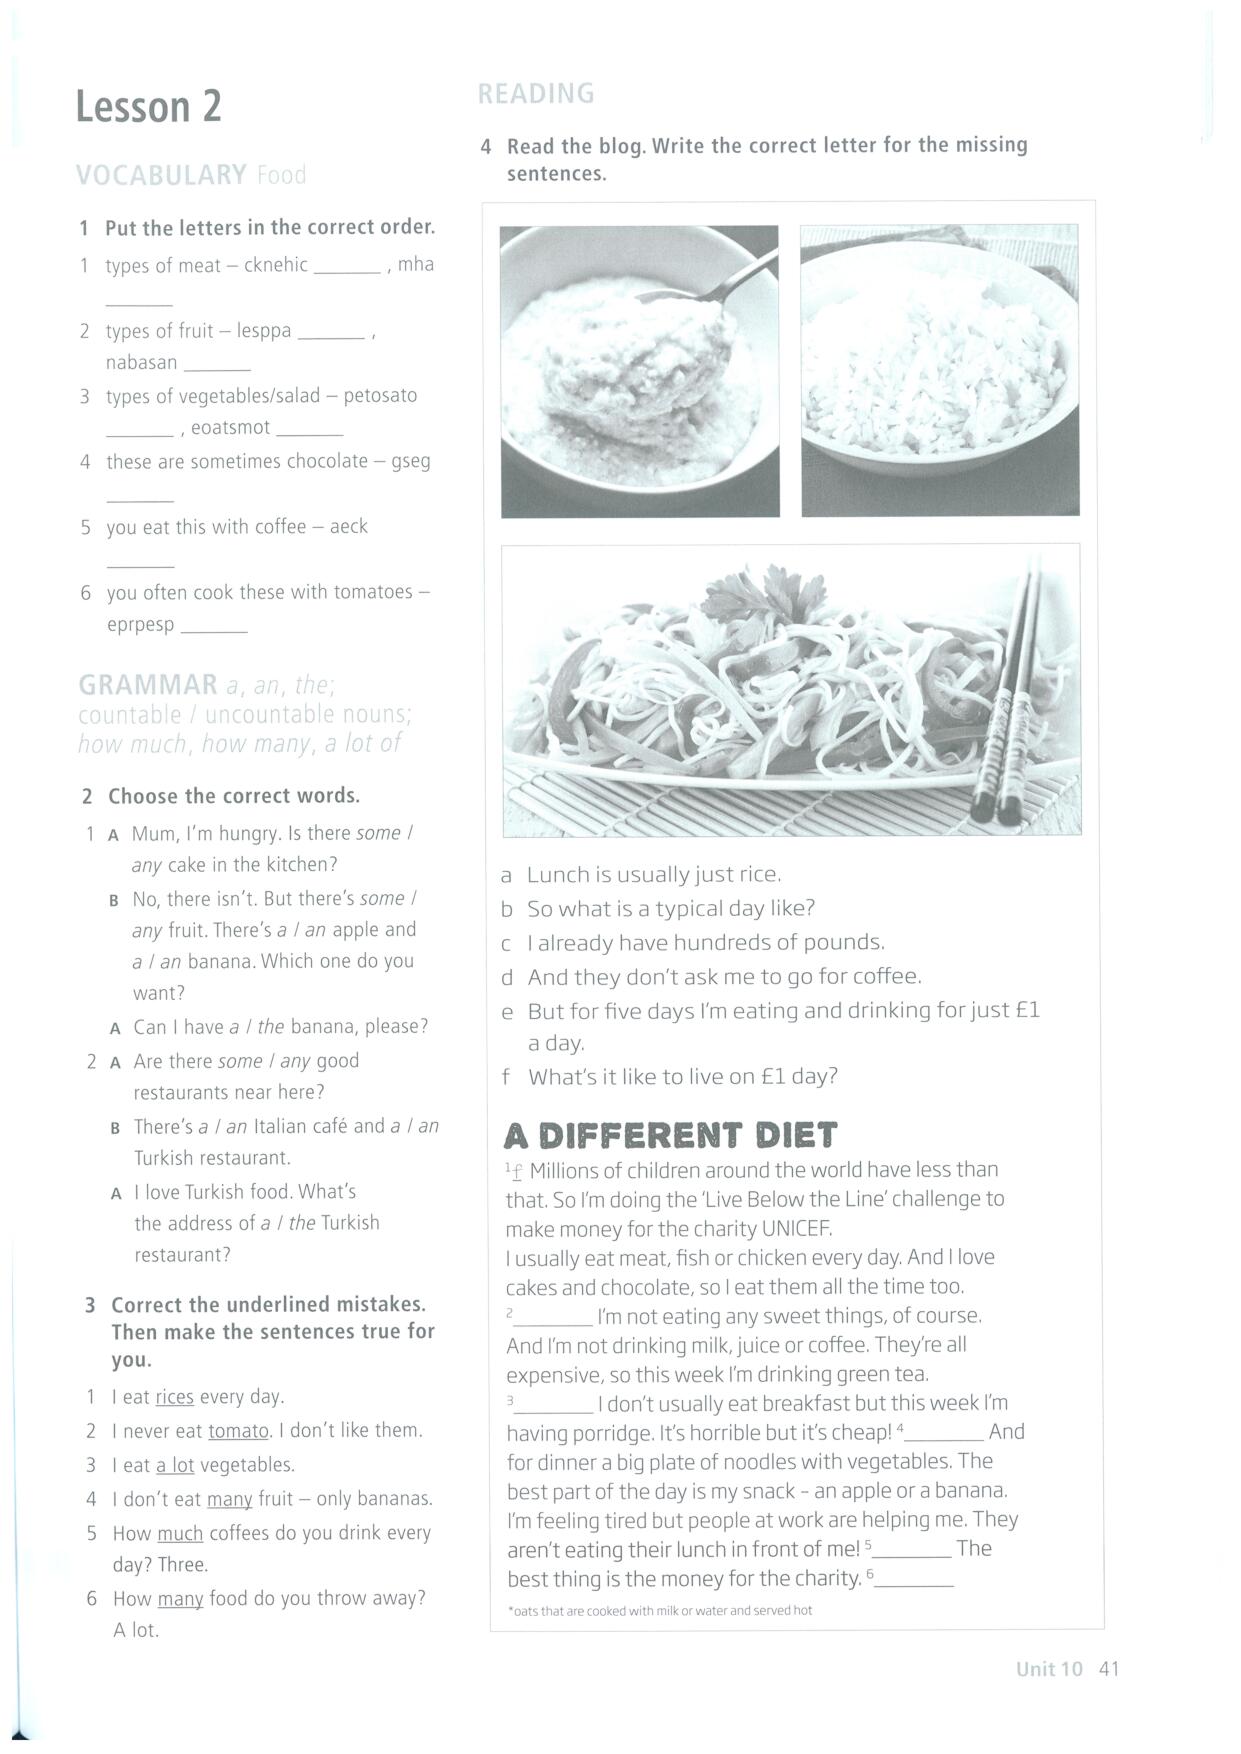 Lesson 2
VOCABULARY Food
1 Put the letters in the correct order.
1 types of meat – cknehic _______ , mha
_______
2 types of fruit – lesppa _______ ,
nabasan _______
3 types of vegetables/salad – petosato
_______ , eoatsmot _______
4 these are sometimes chocolate – gseg
_______
5 you eat this with coffee – aeck
_______
6 you often cook these with tomatoes –
eprpesp _______
GRAMMAR a, an, the;
countable / uncountable nouns;
how much, how many, a lot of
2 Choose the correct words.
1 A Mum, I'm hungry. Is there some /
any cake in the kitchen?
B No, there isn't. But there's some /
any fruit. There's a / an apple and
a / an banana. Which one do you
want?
A Can I have a / the banana, please?
2 A Are there some / any good
restaurants near here?
B There's a / an Italian café and a / an
Turkish restaurant.
A I love Turkish food. What's
the address of a / the Turkish
restaurant?
3 Correct the underlined mistakes.
Then make the sentences true for
you.
1 I eat rices every day.
2 I never eat tomato. I don't like them.
3 I eat a lot vegetables.
4 I don't eat many fruit – only bananas.
5 How much coffees do you drink every
day? Three.
6 How many food do you throw away?
A lot.
READING
4 Read the blog. Write the correct letter for the missing
sentences.
a Lunch is usually just rice.
b So what is a typical day like?
c I already have hundreds of pounds.
d And they don't ask me to go for coffee.
e But for five days I'm eating and drinking for just £1
a day.
f What's it like to live on £1 day?
A DIFFERENT DIET
1 f Millions of children around the world have less than
that. So I'm doing the 'Live Below the Line' challenge to
make money for the charity UNICEF.
I usually eat meat, fish or chicken every day. And I love
cakes and chocolate, so I eat them all the time too.
2 _______ I'm not eating any sweet things, of course.
And I'm not drinking milk, juice or coffee. They're all
expensive, so this week I'm drinking green tea.
3 _______ I don't usually eat breakfast but this week I'm
having porridge. It's horrible but it's cheap! 4 _______ And
for dinner a big plate of noodles with vegetables. The
best part of the day is my snack – an apple or a banana.
I'm feeling tired but people at work are helping me. They
aren't eating their lunch in front of me! 5 _______ The
best thing is the money for the charity. 6 _______
*oats that are cooked with milk or water and served hot
Unit 10 41